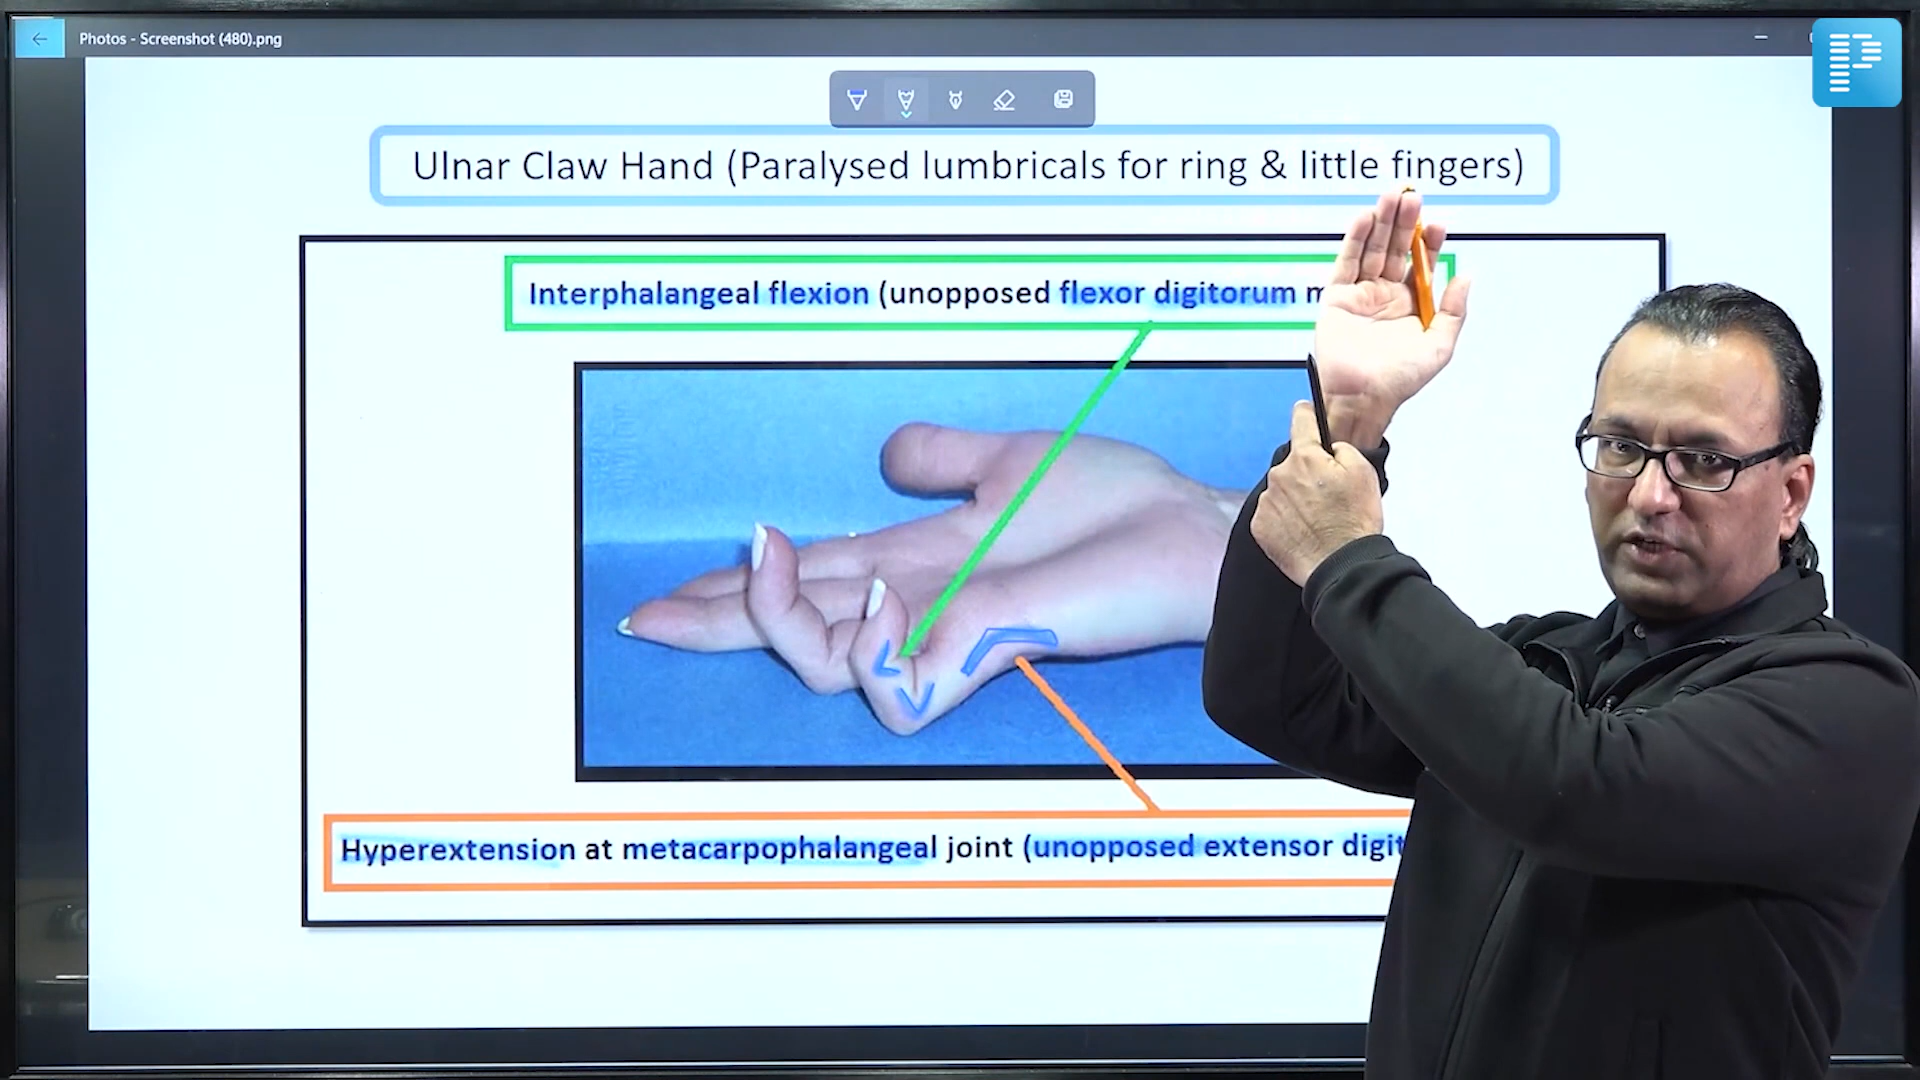 Photos - Screenshot (480).png
Ulnar Claw Hand (Paralysed lumbricals for ring & little fingers)
Interphalangeal flexion (unopposed flexor digitorum m
Hyperextension at metacarpophalangeal joint (unopposed extensor digit